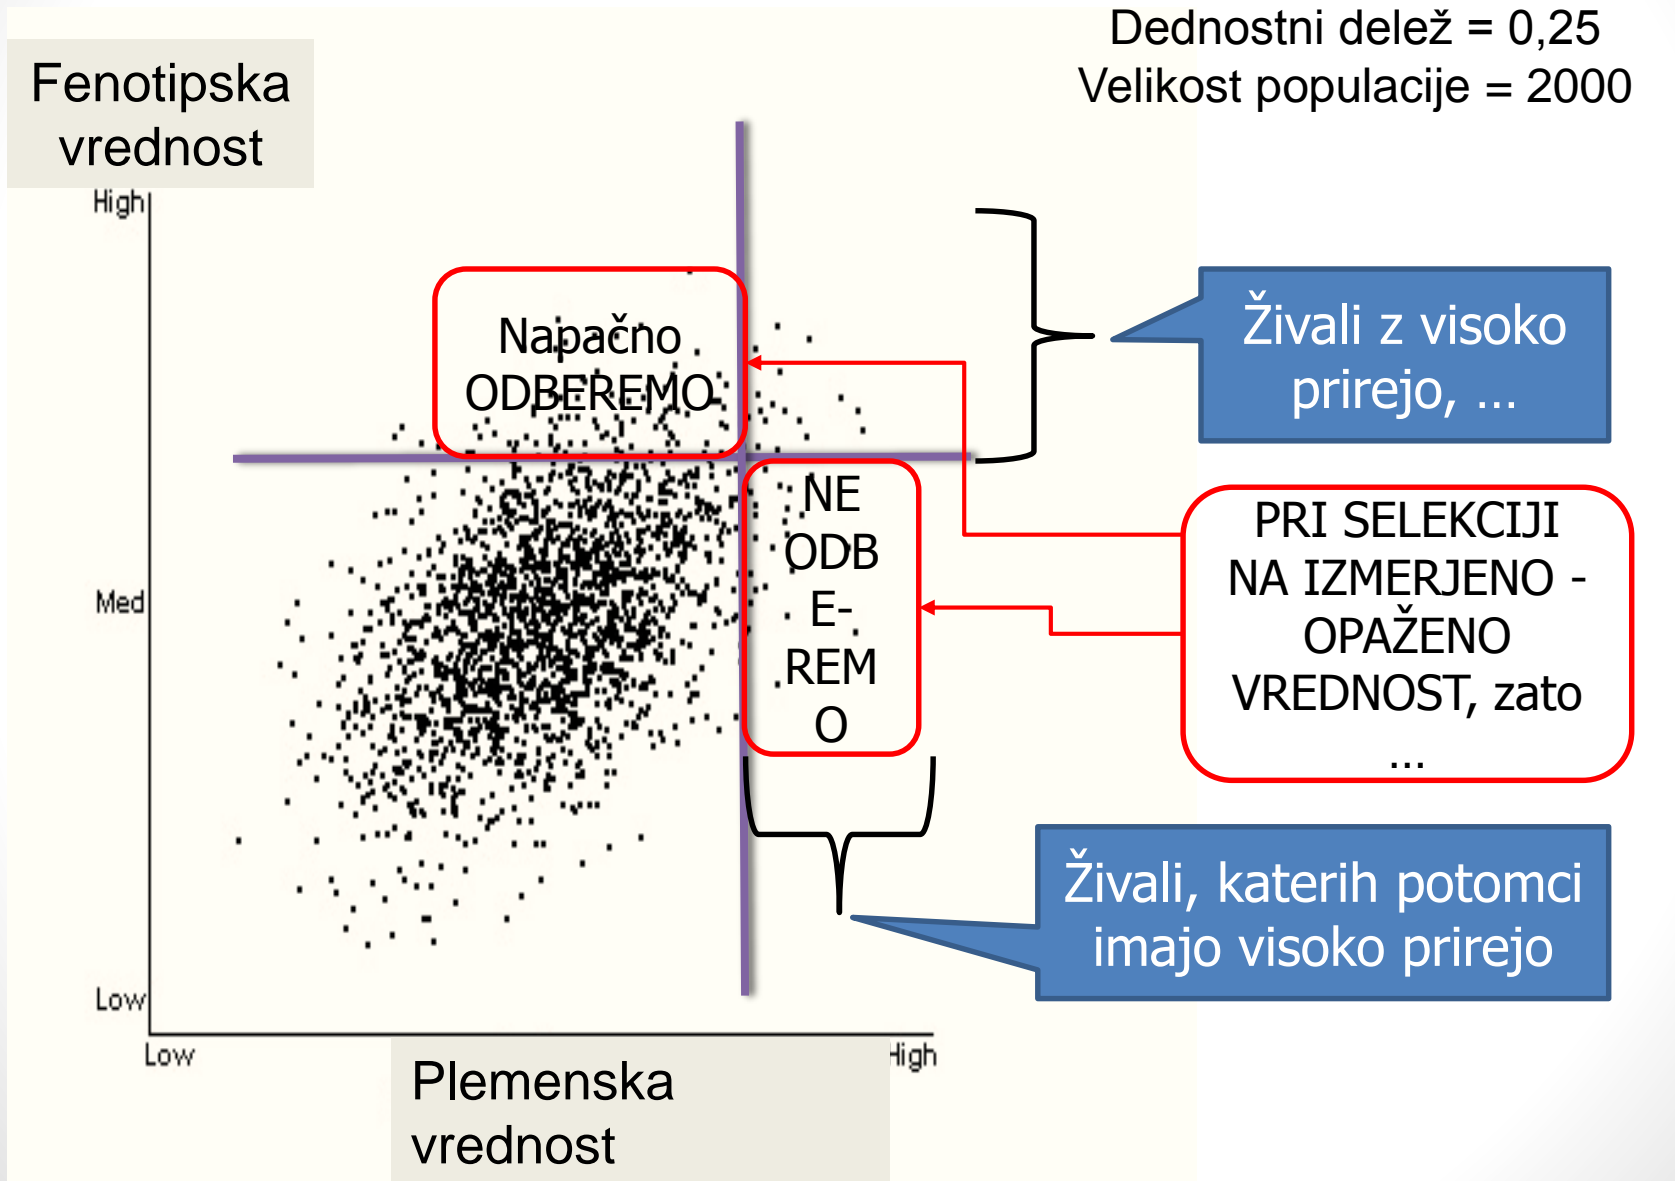 Dednostni delež = 0,25
Velikost populacije = 2000
Fenotipska
vrednost
High
Napačno
ODBEREMO
Živali z visoko
prirejo, ...
NE
ODB
E-
REM
O
PRI SELEKCIJI
NA IZMERJENO -
OPAŽENO
VREDNOST, zato
...
Med
Živali, katerih potomci
imajo visoko prirejo
Low
Low
High
Plemenska
vrednost